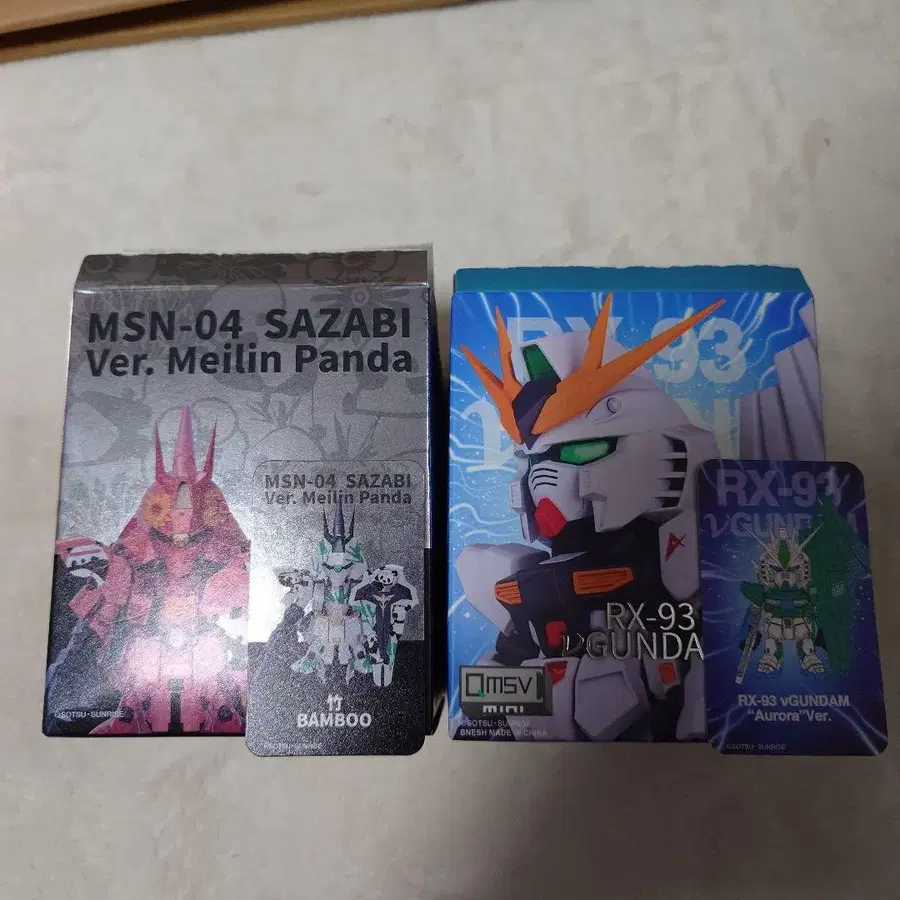 MSN-04 SAZABI
Ver. Meilin Panda
©SOTSU・SUNRISE
MSN-04 SAZABI
Ver. Meilin Panda
竹
BAMBOO
©SOTSU・SUNRISE
RX-93
RX-93
νGUNDA
QMSV
MINI
©SOTSU・SUNRISE
BNESH MADE IN CHINA
RX-93
νGUNDAM
RX-93 νGUNDAM
"Aurora"Ver.
©SOTSU・SUNRISE